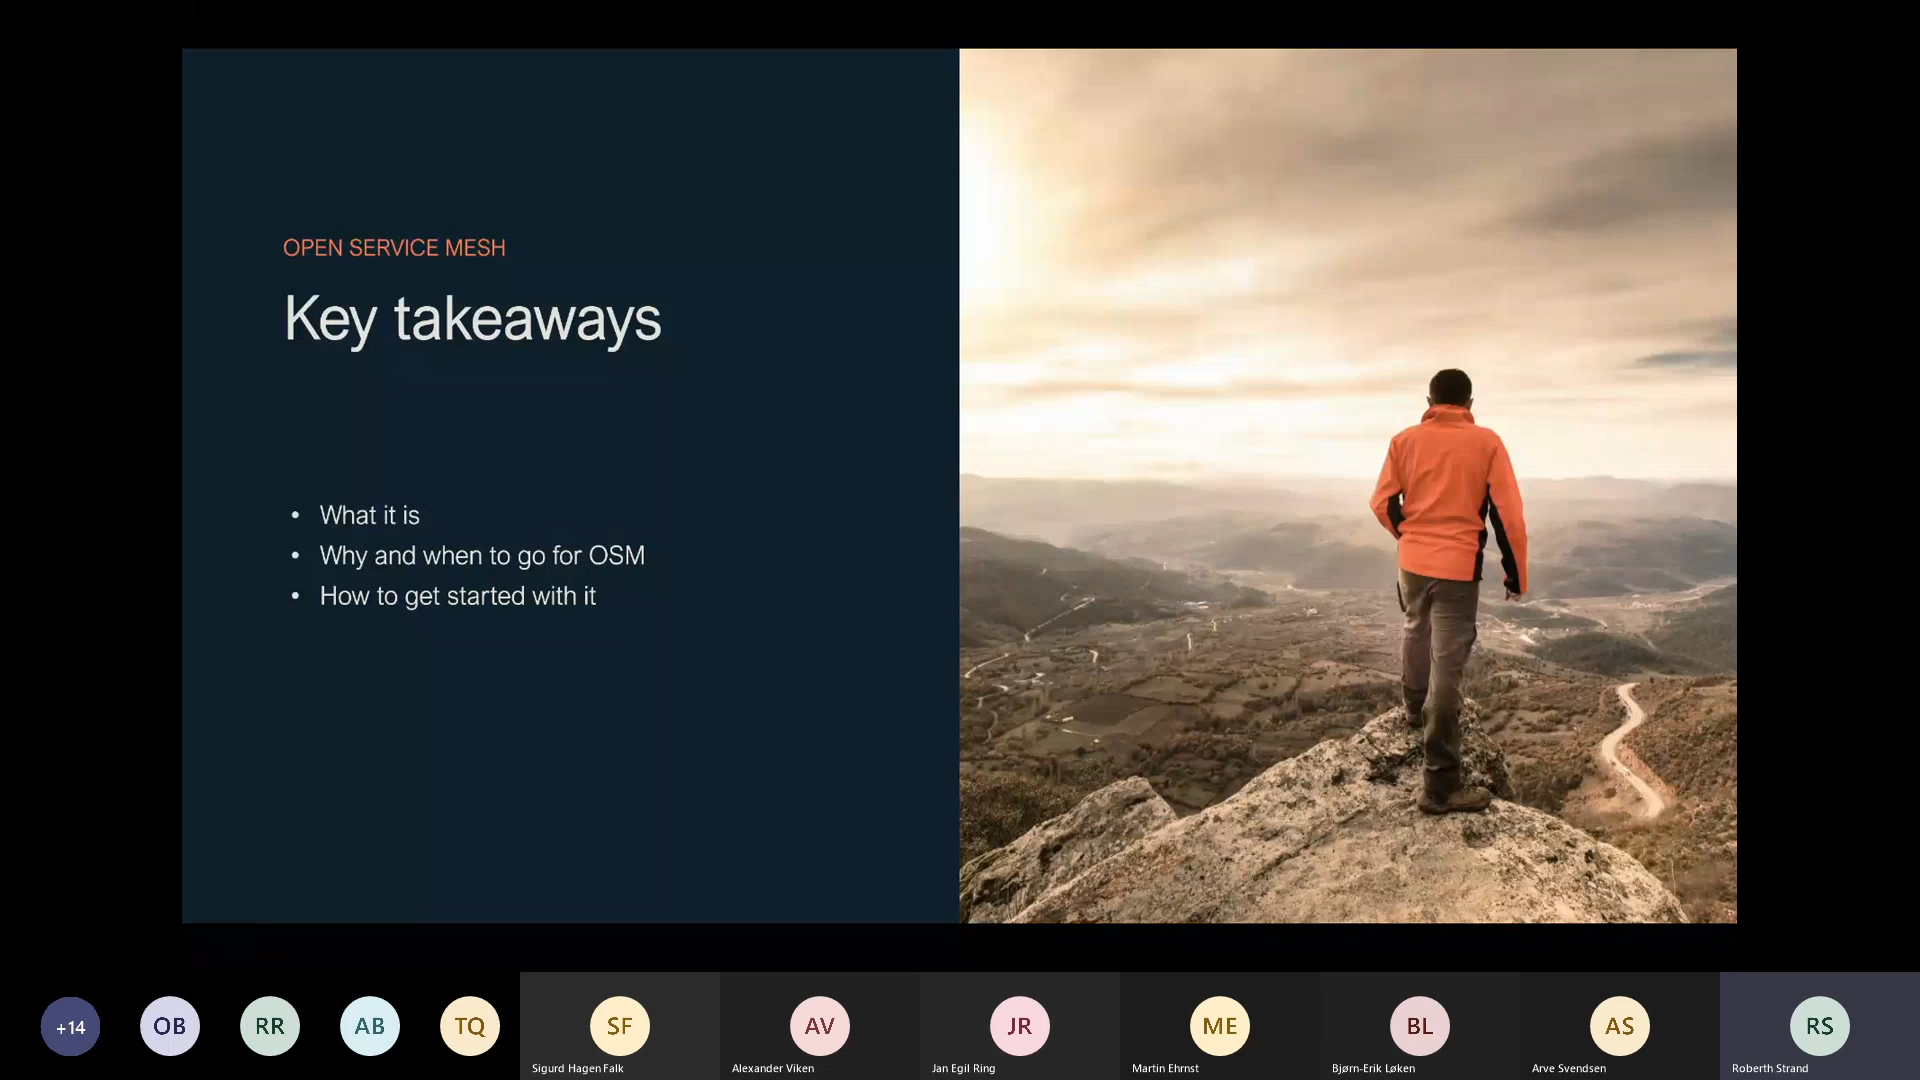 OPEN SERVICE MESH
Key takeaways
• What it is
• Why and when to go for OSM
• How to get started with it
+14
OB
RR
AB
TQ
SF
AV
JR
ME
BL
AS
RS
Sigurd Hagen Falk
Alexander Viken
Jan Egil Ring
Martin Ehrnst
Bjørn-Erik Løken
Arve Svendsen
Roberth Strand